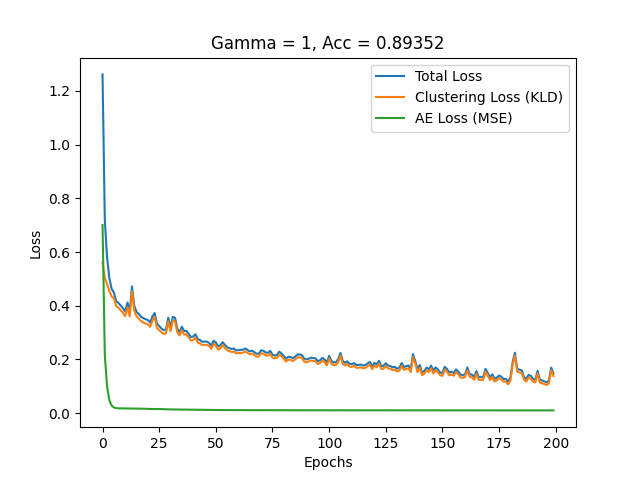 Gamma = 1, Acc = 0.89352
Total Loss
Clustering Loss (KLD)
AE Loss (MSE)
Loss
1.2
1.0
0.8
0.6
0.4
0.2
0.0
0 25 50 75 100 125 150 175 200
Epochs